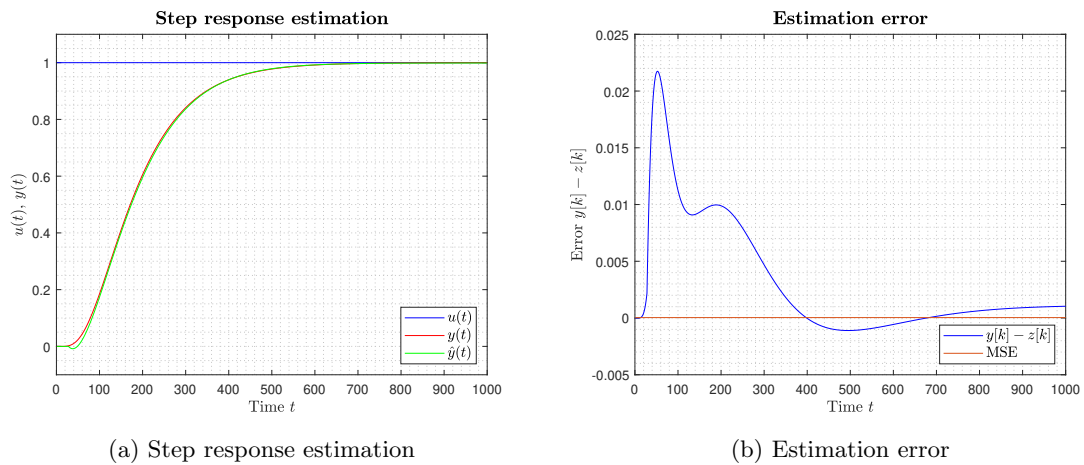 Step response estimation
u(t), y(t)
1
0.8
0.6
0.4
0.2
0
0 100 200 300 400 500 600 700 800 900 1000
Time t
u(t)
y(t)
ŷ(t)
(a) Step response estimation
Estimation error
Error y[k] − z[k]
0.025
0.02
0.015
0.01
0.005
0
-0.005
0 100 200 300 400 500 600 700 800 900 1000
Time t
y[k] − z[k]
MSE
(b) Estimation error